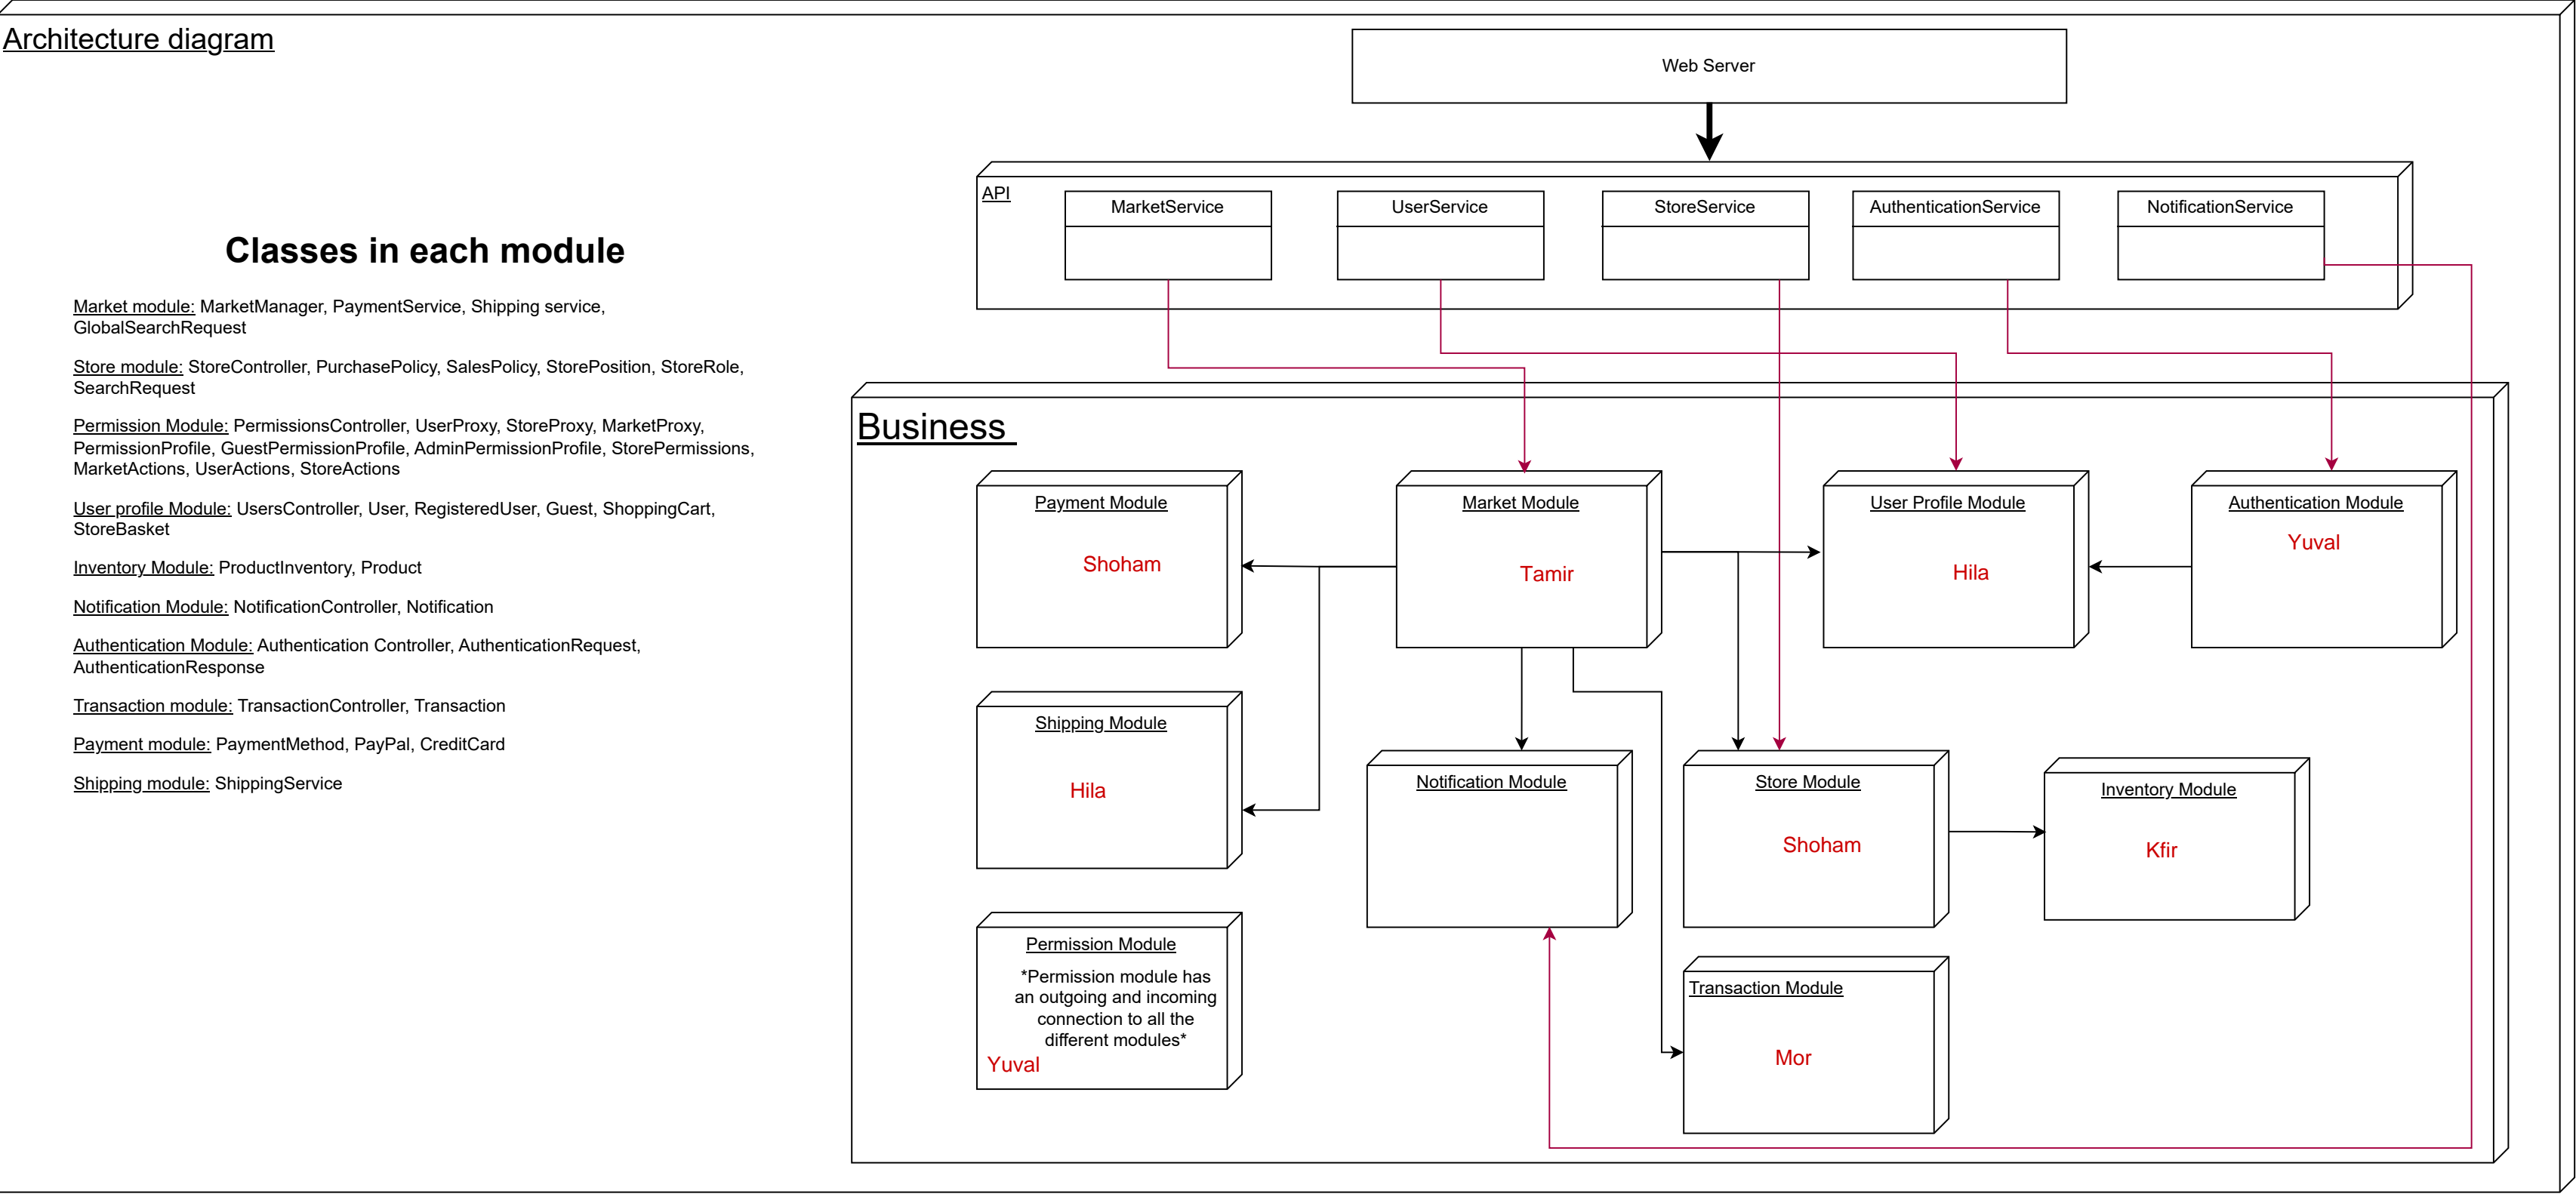 Architecture diagram
Web Server
API
MarketService
UserService
StoreService
AuthenticationService
NotificationService
Classes in each module
Market module: MarketManager, PaymentService, Shipping service,
GlobalSearchRequest
Store module: StoreController, PurchasePolicy, SalesPolicy, StorePosition, StoreRole,
SearchRequest
Permission Module: PermissionsController, UserProxy, StoreProxy, MarketProxy,
PermissionProfile, GuestPermissionProfile, AdminPermissionProfile, StorePermissions,
MarketActions, UserActions, StoreActions
User profile Module: UsersController, User, RegisteredUser, Guest, ShoppingCart,
StoreBasket
Inventory Module: ProductInventory, Product
Notification Module: NotificationController, Notification
Authentication Module: Authentication Controller, AuthenticationRequest,
AuthenticationResponse
Transaction module: TransactionController, Transaction
Payment module: PaymentMethod, PayPal, CreditCard
Shipping module: ShippingService
Business
Payment Module
Shoham
Market Module
Tamir
User Profile Module
Hila
Authentication Module
Yuval
Shipping Module
Hila
Notification Module
Store Module
Shoham
Inventory Module
Kfir
Permission Module
*Permission module has
an outgoing and incoming
connection to all the
different modules*
Yuval
Transaction Module
Mor